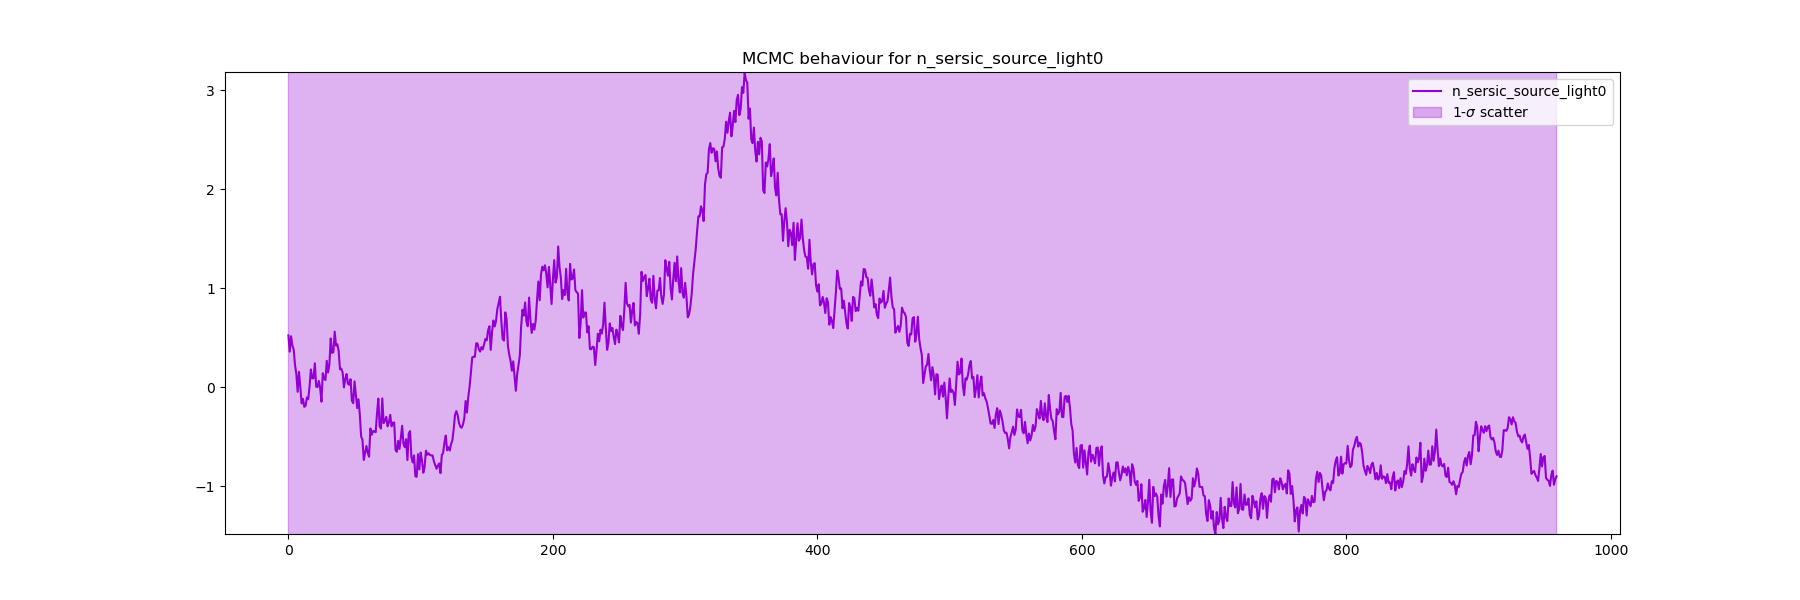 MCMC behaviour for n_sersic_source_light0
n_sersic_source_light0
1-σ scatter
3
2
1
0
−1
0 200 400 600 800 1000